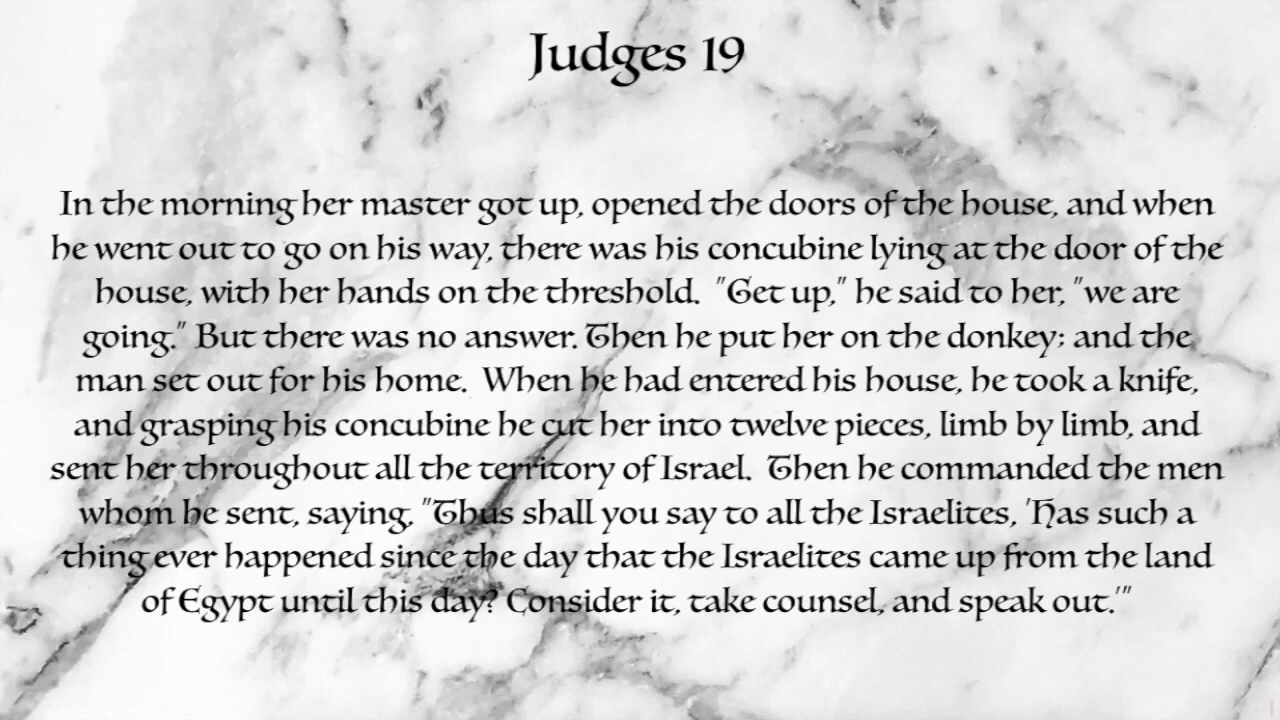 Judges 19
In the morning her master got up, opened the doors of the house, and when
he went out to go on his way, there was his concubine lying at the door of the
house, with her hands on the threshold.  "Get up," he said to her, "we are
going."  But there was no answer. Then he put her on the donkey; and the
man set out for his home.  When he had entered his house, he took a knife,
and grasping his concubine he cut her into twelve pieces, limb by limb, and
sent her throughout all the territory of Israel.  Then he commanded the men
whom he sent, saying, "Thus shall you say to all the Israelites, 'Has such a
thing ever happened since the day that the Israelites came up from the land
of Egypt until this day? Consider it, take counsel, and speak out.'"